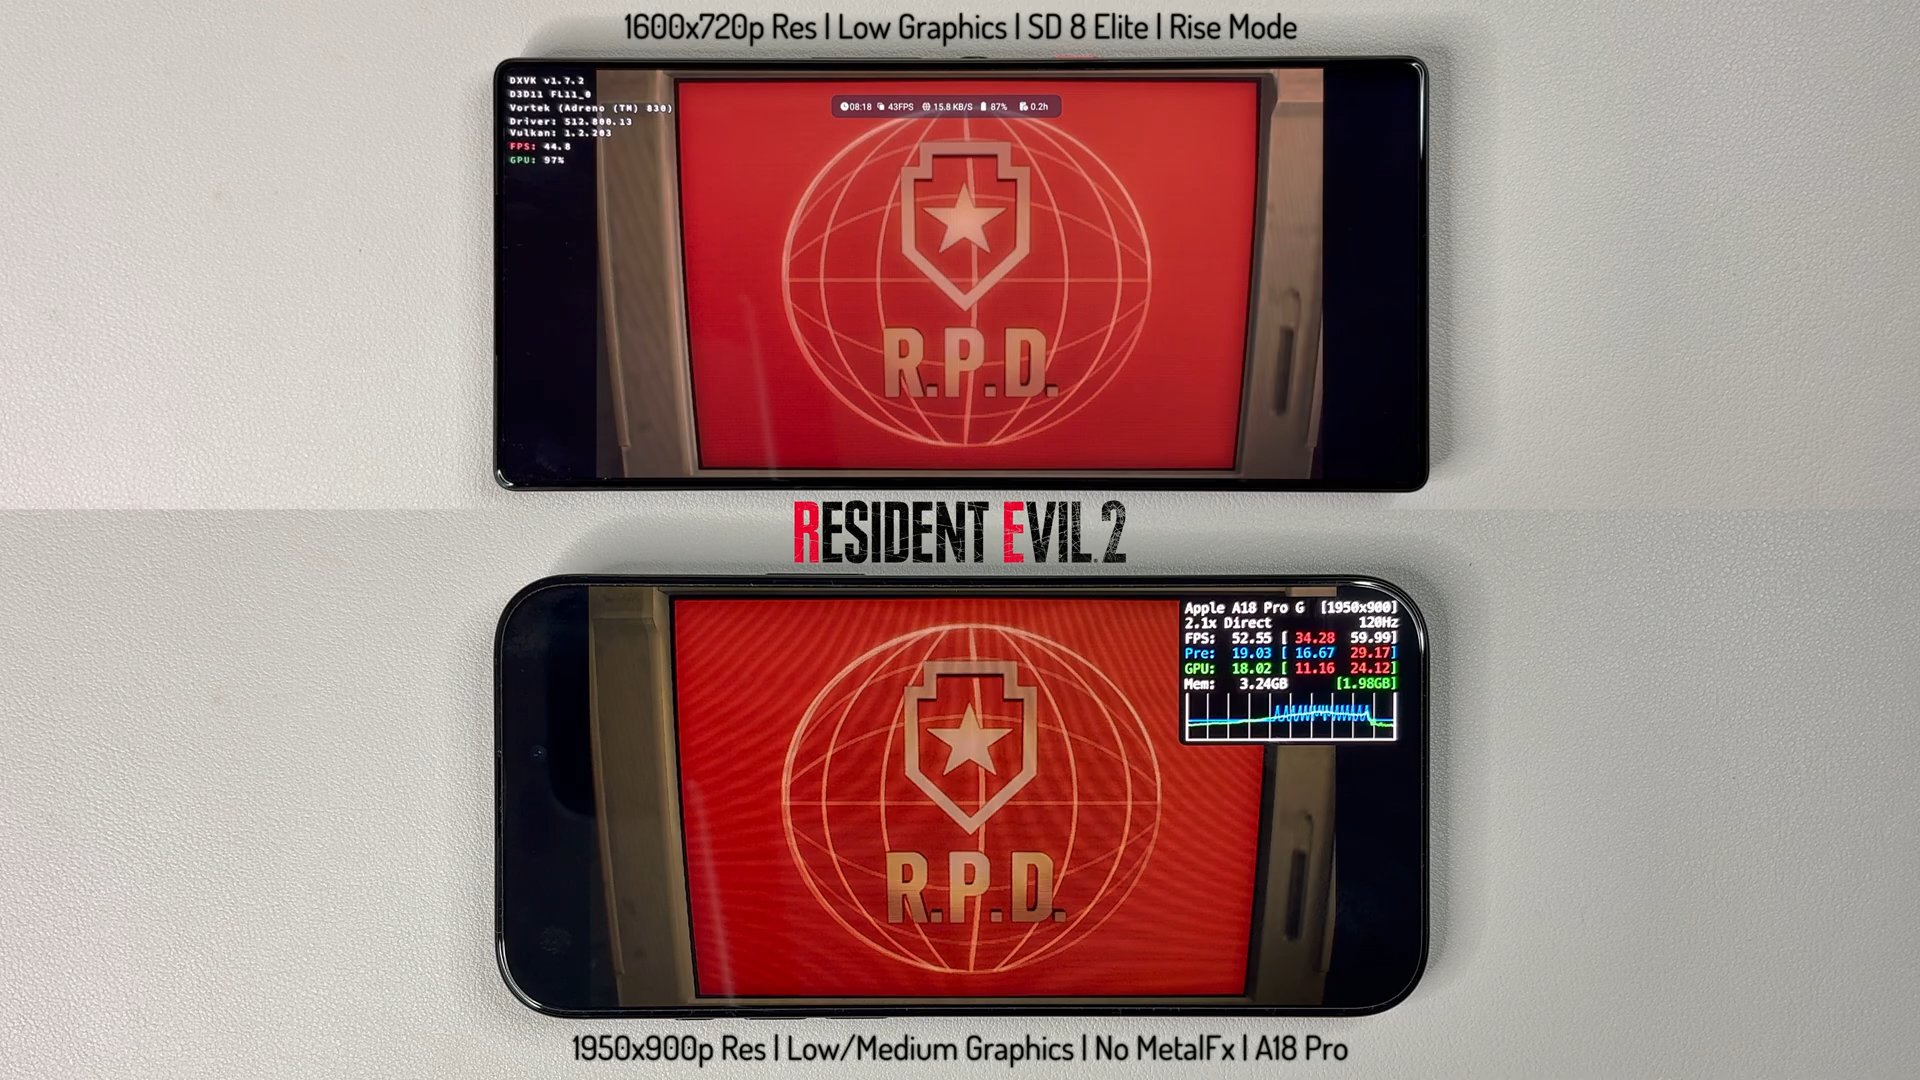 1600x720p Res | Low Graphics | SD 8 Elite | Rise Mode
DXVK v1.7.2
D3D11 FL11_0
Vortek (Adreno (TM) 830)
Driver: 512.800.13
Vulkan: 1.2.203
FPS: 44.8
GPU: 97%
08:18 43FPS 15.8 KB/S 87% 0.2h
R.P.D.
RESIDENT EVIL 2
Apple A18 Pro G [1950x900]
2.1x Direct 120Hz
FPS: 52.55 [ 34.28 59.99]
Pre: 19.03 [ 16.67 29.17]
GPU: 18.02 [ 11.16 24.12]
Mem: 3.24GB [1.98GB]
R.P.D.
1950x900p Res | Low/Medium Graphics | No MetalFx | A18 Pro